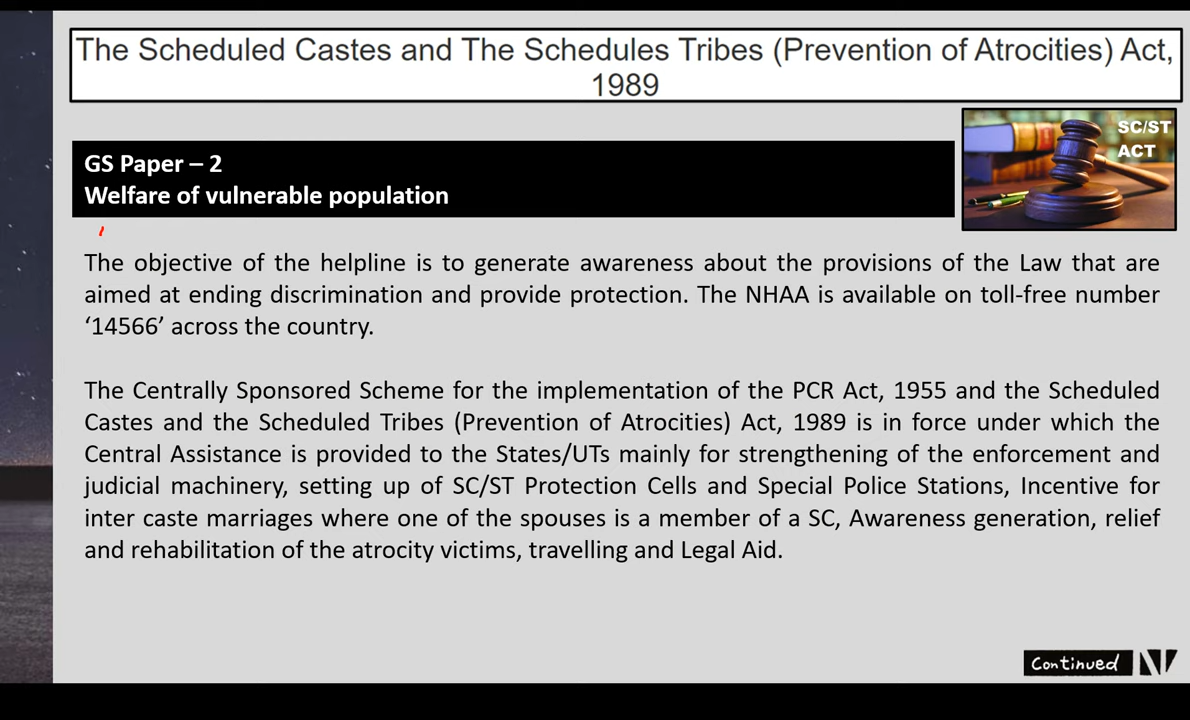 The Scheduled Castes and The Schedules Tribes (Prevention of Atrocities) Act,
1989
SC/ST
ACT
GS Paper – 2
Welfare of vulnerable population
The objective of the helpline is to generate awareness about the provisions of the Law that are
aimed at ending discrimination and provide protection. The NHAA is available on toll-free number
‘14566’ across the country.
The Centrally Sponsored Scheme for the implementation of the PCR Act, 1955 and the Scheduled
Castes and the Scheduled Tribes (Prevention of Atrocities) Act, 1989 is in force under which the
Central Assistance is provided to the States/UTs mainly for strengthening of the enforcement and
judicial machinery, setting up of SC/ST Protection Cells and Special Police Stations, Incentive for
inter caste marriages where one of the spouses is a member of a SC, Awareness generation, relief
and rehabilitation of the atrocity victims, travelling and Legal Aid.
Continued